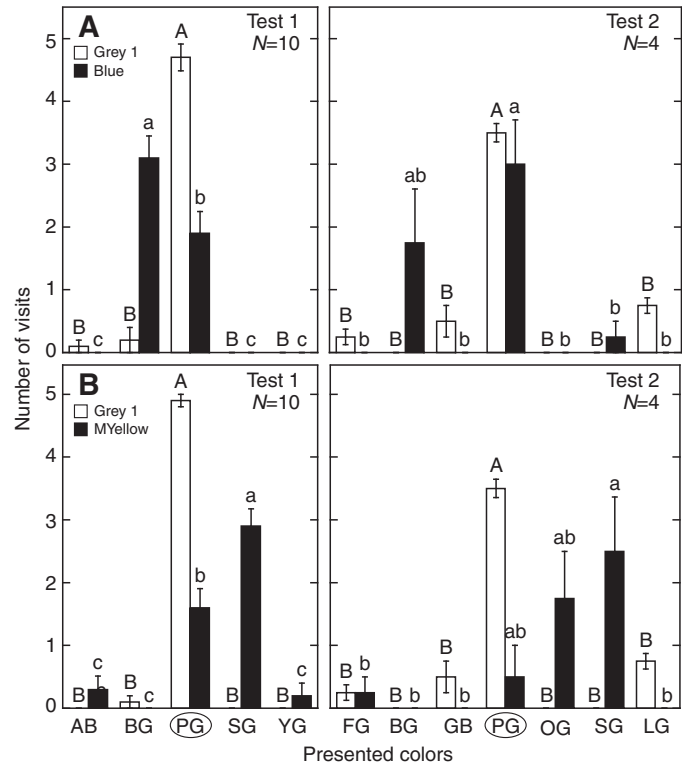 A
Test 1
N=10
Grey 1
Blue
Test 2
N=4
5
4
3
2
1
0
B c B a A b B c B c
B b B ab B b A a B b B b B b
B
Test 1
N=10
Grey 1
MYellow
Test 2
N=4
5
4
3
2
1
0
B c B c A b B a B c
B b B b B b A ab B ab B a B b
Number of visits
AB BG PG SG YG FG BG GB PG OG SG LG
Presented colors